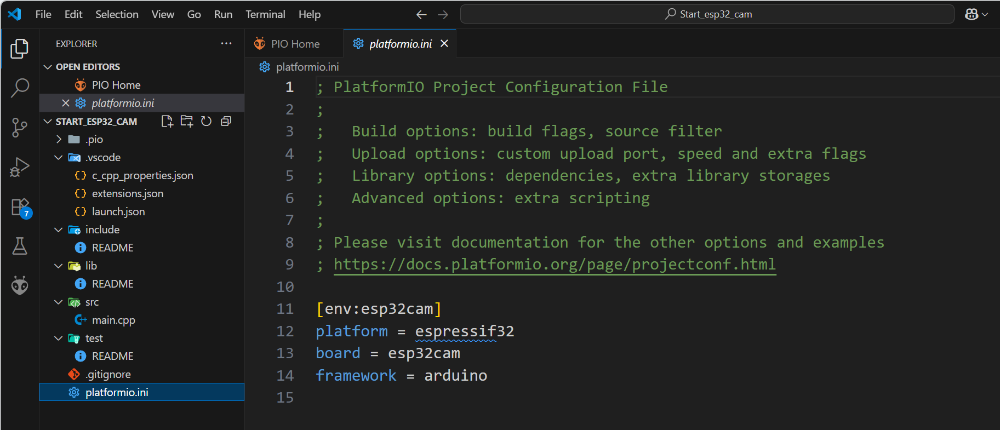 File Edit Selection View Go Run Terminal Help
Start_esp32_cam
EXPLORER
OPEN EDITORS
PIO Home
platformio.ini
START_ESP32_CAM
.pio
.vscode
c_cpp_properties.json
extensions.json
launch.json
include
README
lib
README
src
main.cpp
test
README
.gitignore
platformio.ini
7
PIO Home
platformio.ini
platformio.ini
1 ; PlatformIO Project Configuration File
2 ;
3 ;   Build options: build flags, source filter
4 ;   Upload options: custom upload port, speed and extra flags
5 ;   Library options: dependencies, extra library storages
6 ;   Advanced options: extra scripting
7 ;
8 ; Please visit documentation for the other options and examples
9 ; https://docs.platformio.org/page/projectconf.html
10
11 [env:esp32cam]
12 platform = espressif32
13 board = esp32cam
14 framework = arduino
15